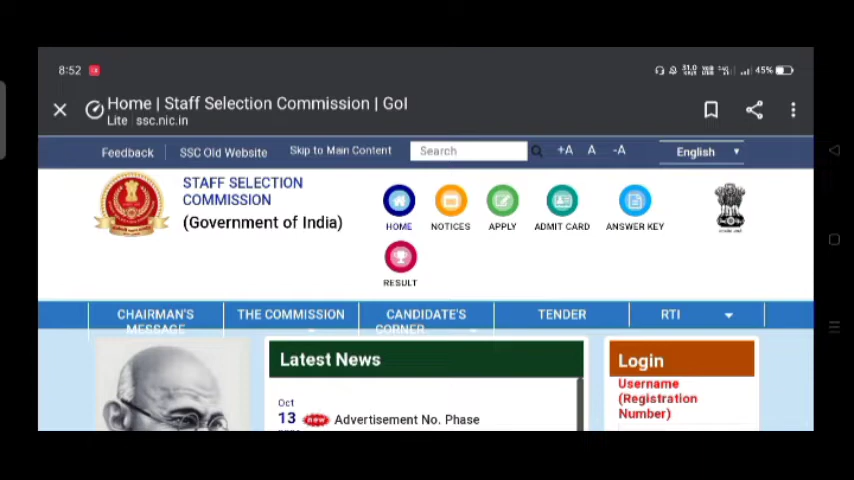 8:52
45%
Home | Staff Selection Commission | GoI
Lite ssc.nic.in
Feedback
SSC Old Website
Skip to Main Content
Search
+A A -A
English
STAFF SELECTION
COMMISSION
(Government of India)
HOME
NOTICES
APPLY
ADMIT CARD
ANSWER KEY
RESULT
CHAIRMAN'S
MESSAGE
THE COMMISSION
CANDIDATE'S
CORNER
TENDER
RTI
Latest News
Oct
13
new
Advertisement No. Phase
Login
Username
(Registration
Number)